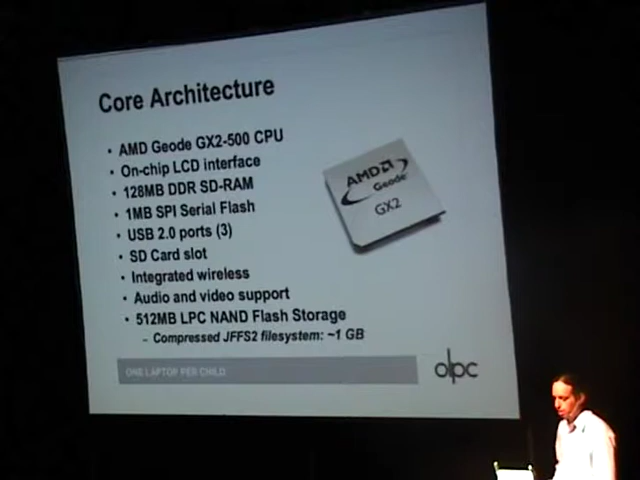 Core Architecture
• AMD Geode GX2-500 CPU
• On-chip LCD interface
• 128MB DDR SD-RAM
• 1MB SPI Serial Flash
• USB 2.0 ports (3)
• SD Card slot
• Integrated wireless
• Audio and video support
• 512MB LPC NAND Flash Storage
– Compressed JFFS2 filesystem: ~1 GB
AMD
Geode
GX2
ONE LAPTOP PER CHILD
olpc